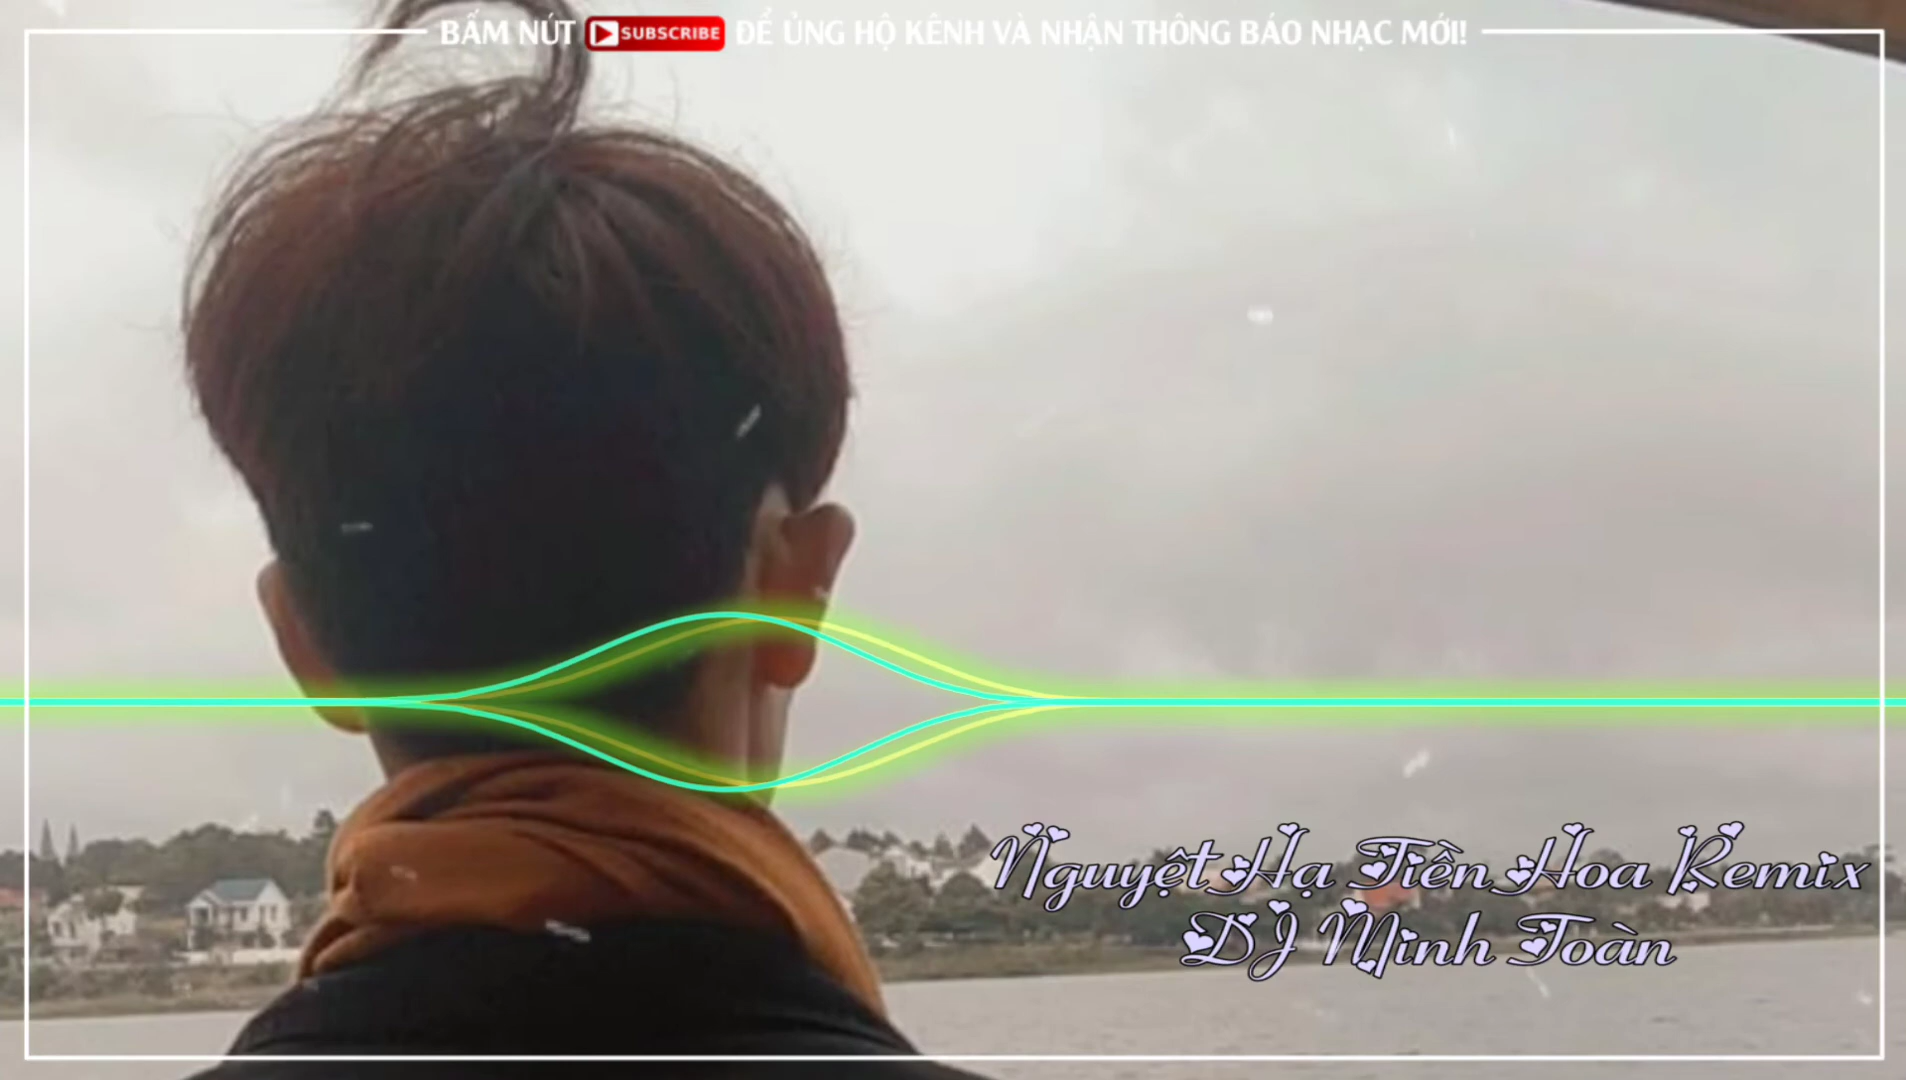 BẤM NÚT SUBSCRIBE ĐỂ ỦNG HỘ KÊNH VÀ NHẬN THÔNG BÁO NHẠC MỚI!
Nguyệt Hạ Tiền Hoa Remix
DJ Minh Toàn